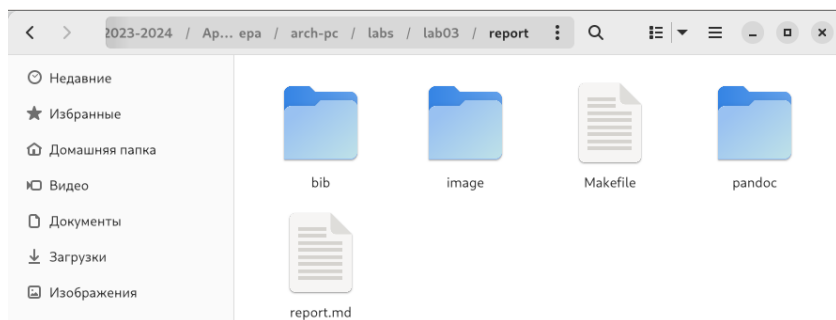 2023-2024 / Ap... epa / arch-pc / labs / lab03 / report
Недавние
Избранные
Домашняя папка
Видео
Документы
Загрузки
Изображения
bib
image
Makefile
pandoc
report.md